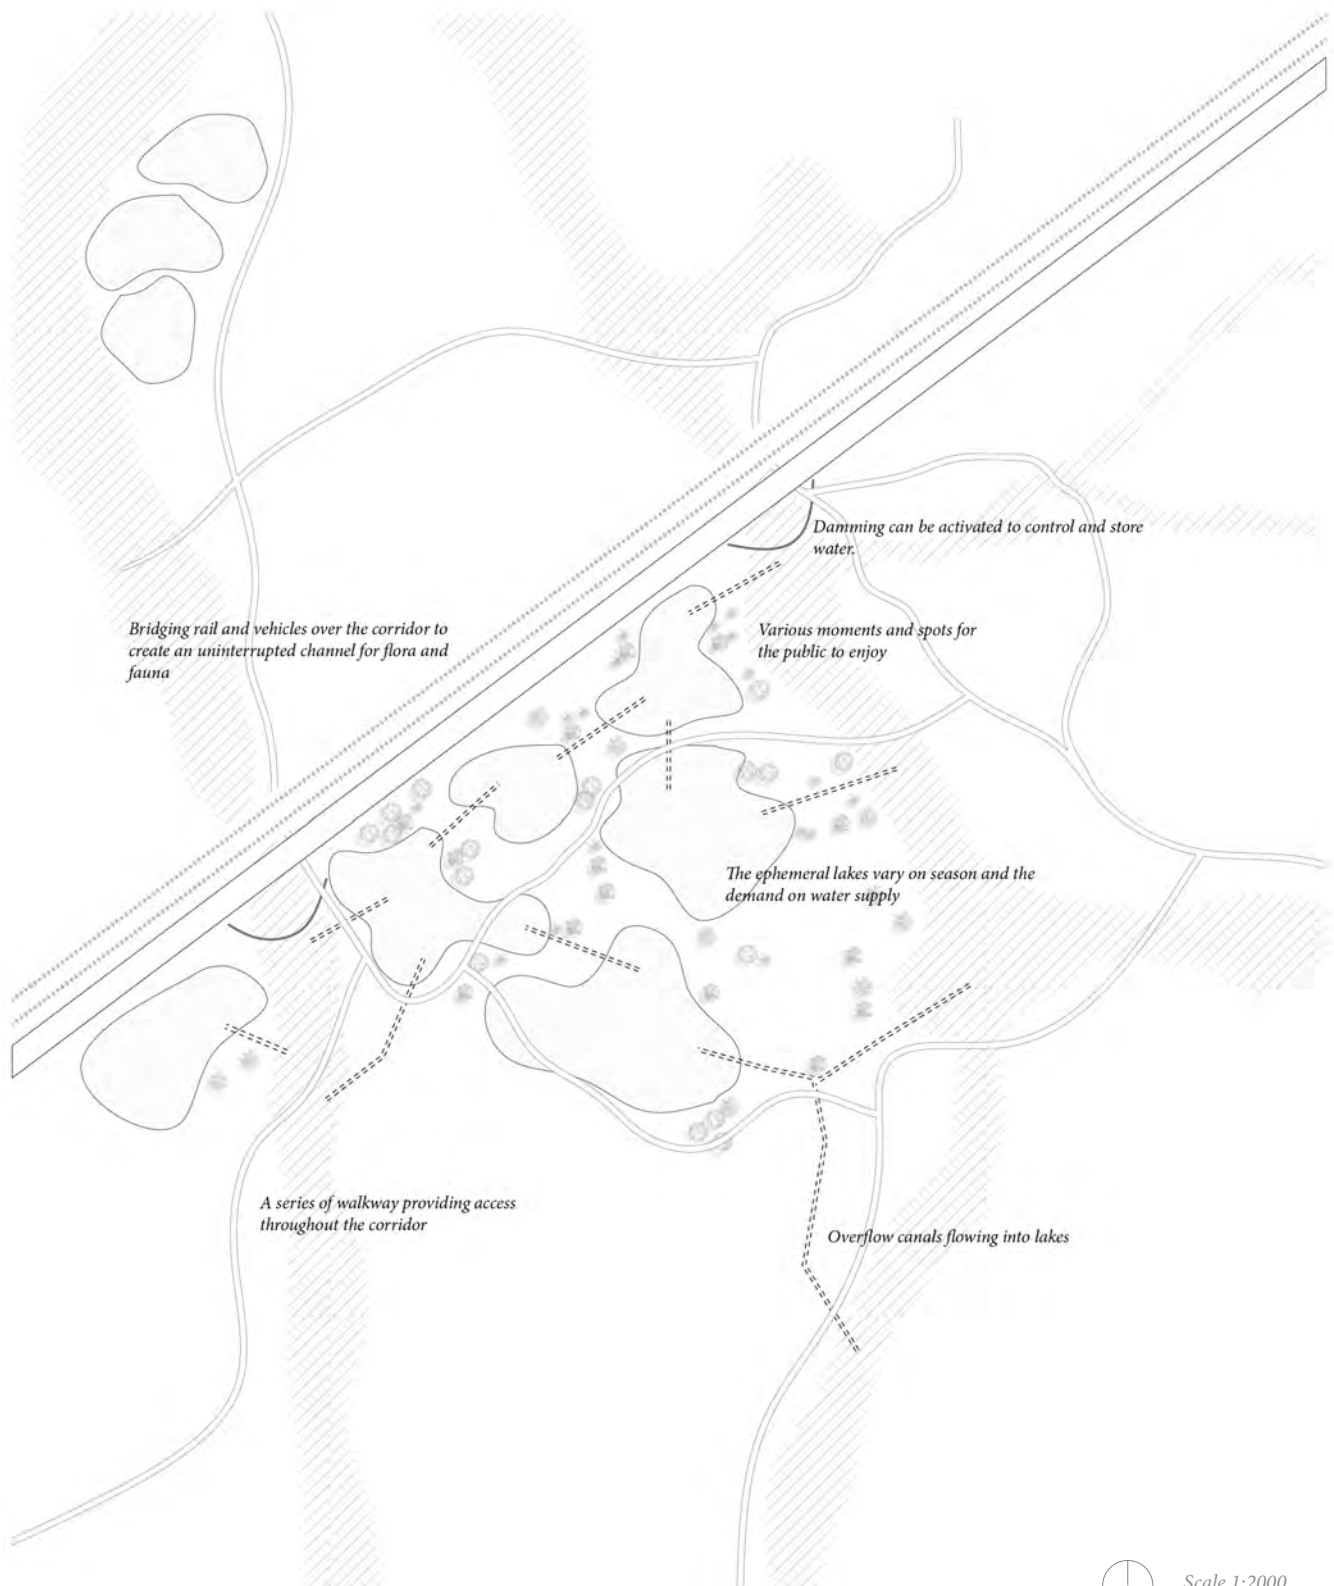 Damming can be activated to control and store
water.
Bridging rail and vehicles over the corridor to
create an uninterrupted channel for flora and
fauna
Various moments and spots for
the public to enjoy
The ephemeral lakes vary on season and the
demand on water supply
A series of walkway providing access
throughout the corridor
Overflow canals flowing into lakes
Scale 1:2000